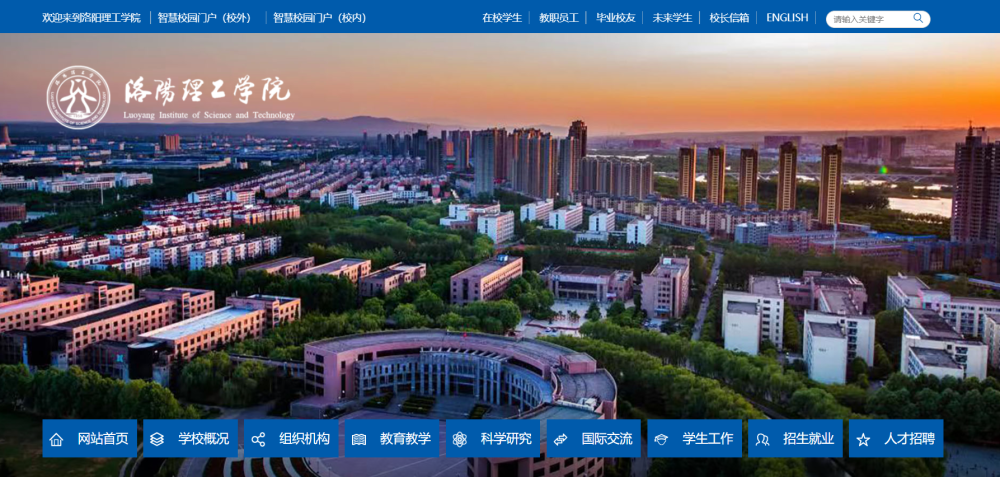 欢迎来到洛阳理工学院 智慧校园门户（校外） 智慧校园门户（校内） 在校学生 教职员工 毕业校友 未来学生 校长信箱 ENGLISH 请输入关键字
洛陽理工学院
Luoyang Institute of Science and Technology
网站首页 学校概况 组织机构 教育教学 科学研究 国际交流 学生工作 招生就业 人才招聘